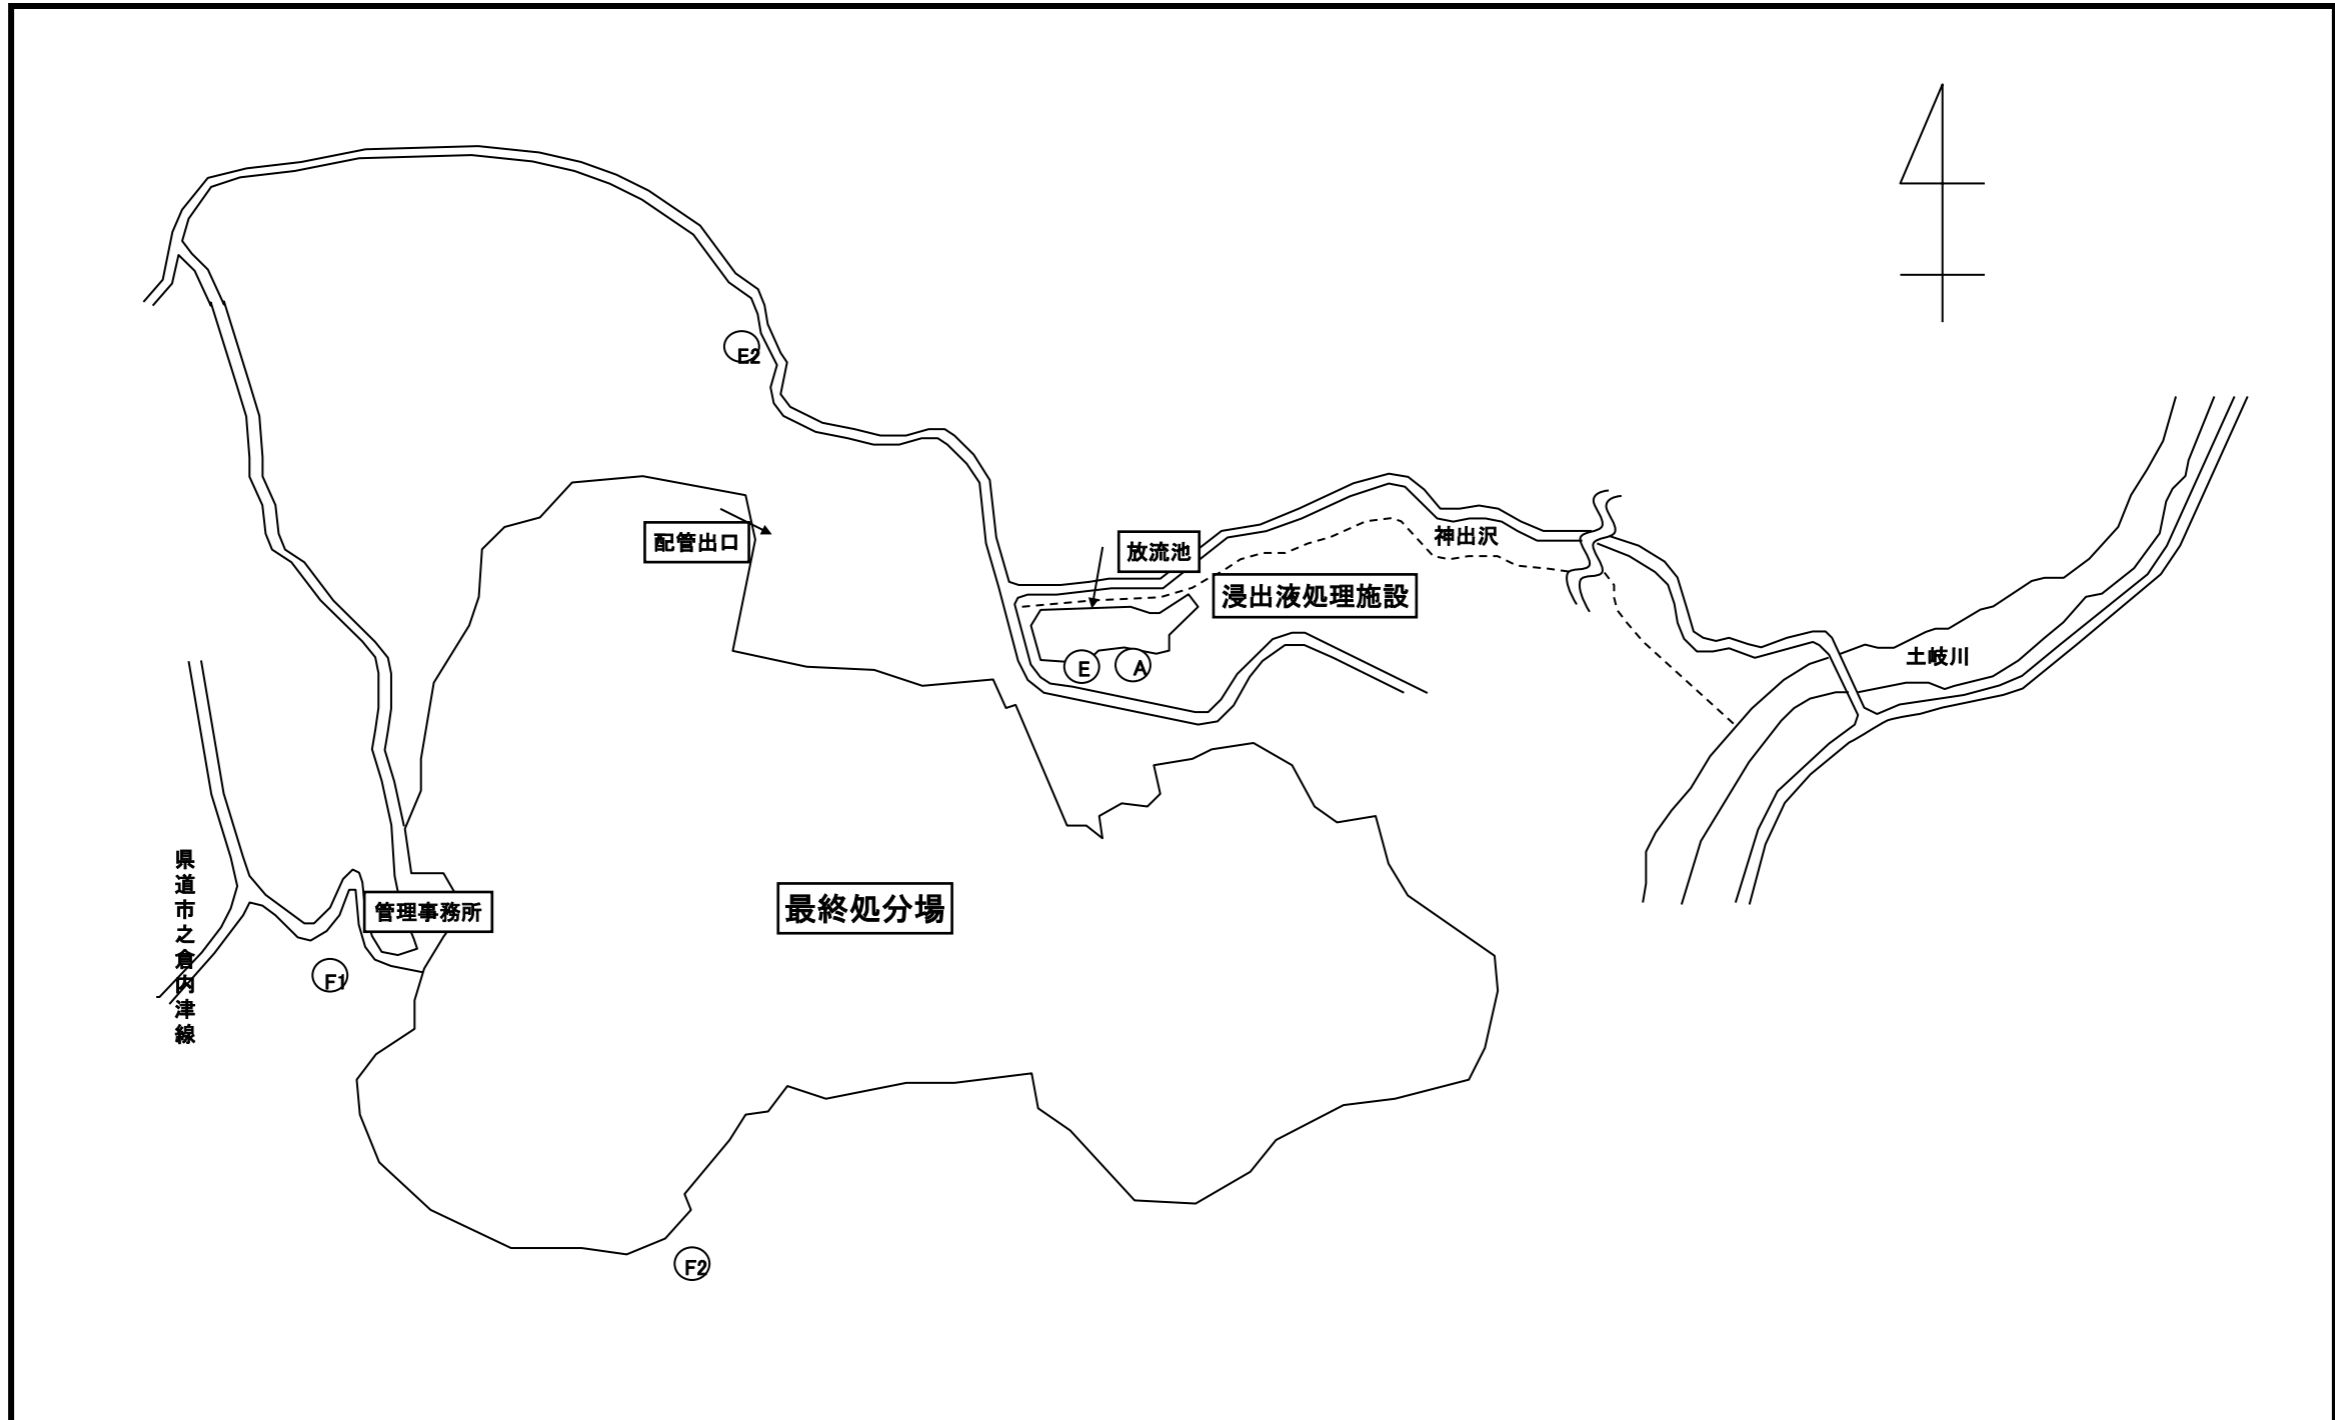 E2
配管出口
放流池
神出沢
浸出液処理施設
土岐川
E
A
県道市之倉内津線
管理事務所
最終処分場
F1
F2